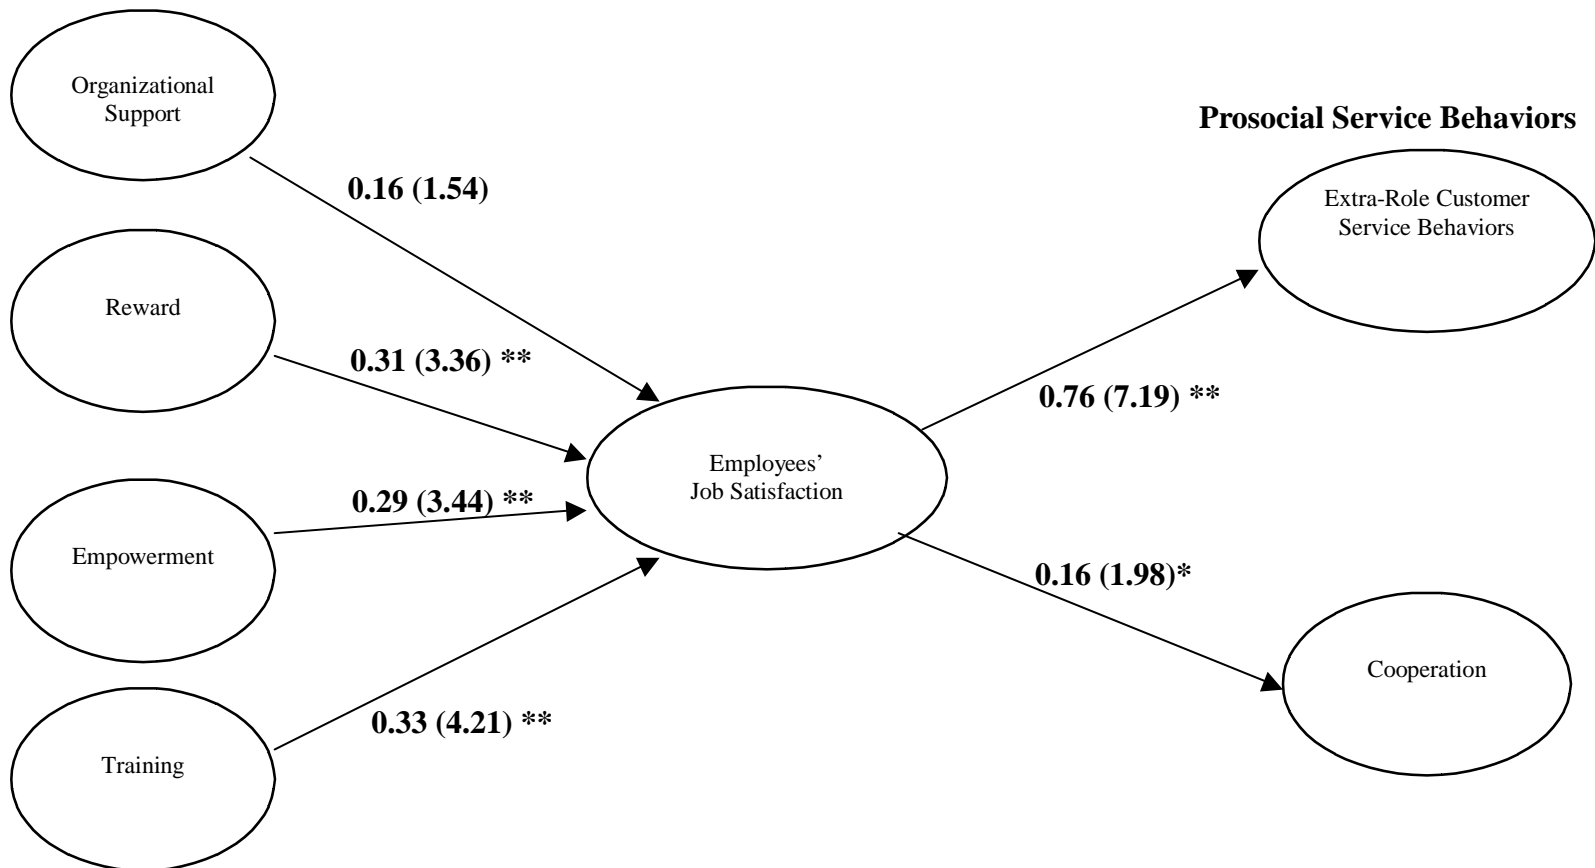 Organizational
Support
Prosocial Service Behaviors
Extra-Role Customer
Service Behaviors
0.16 (1.54)
Reward
0.31 (3.36) **
0.76 (7.19) **
Employees’
Job Satisfaction
0.29 (3.44) **
Empowerment
0.16 (1.98)*
Cooperation
0.33 (4.21) **
Training